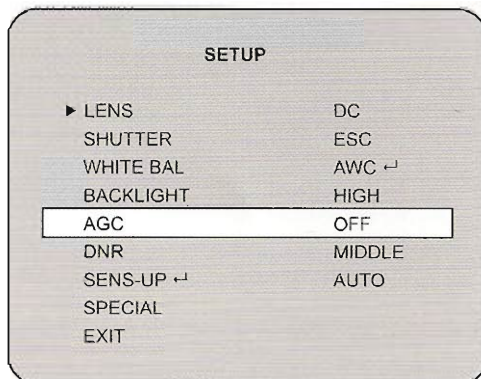 SETUP
► LENS DC
SHUTTER ESC
WHITE BAL AWC ↵
BACKLIGHT HIGH
AGC OFF
DNR MIDDLE
SENS-UP ↵ AUTO
SPECIAL
EXIT